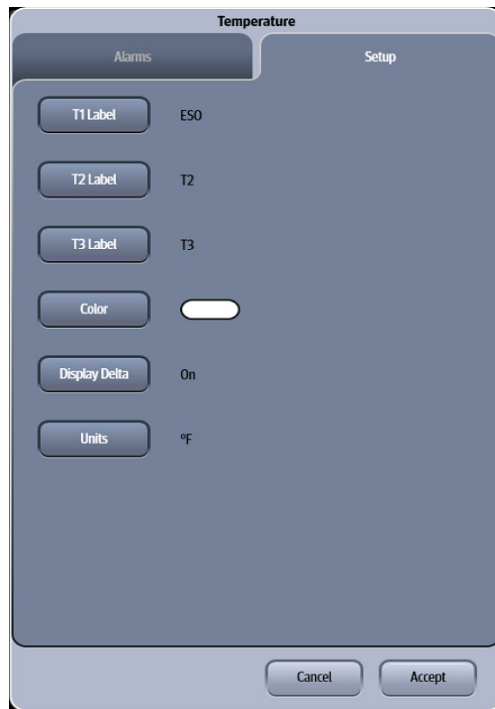 Temperature
Alarms Setup
T1 Label ESO
T2 Label T2
T3 Label T3
Color
Display Delta On
Units ºF
Cancel Accept